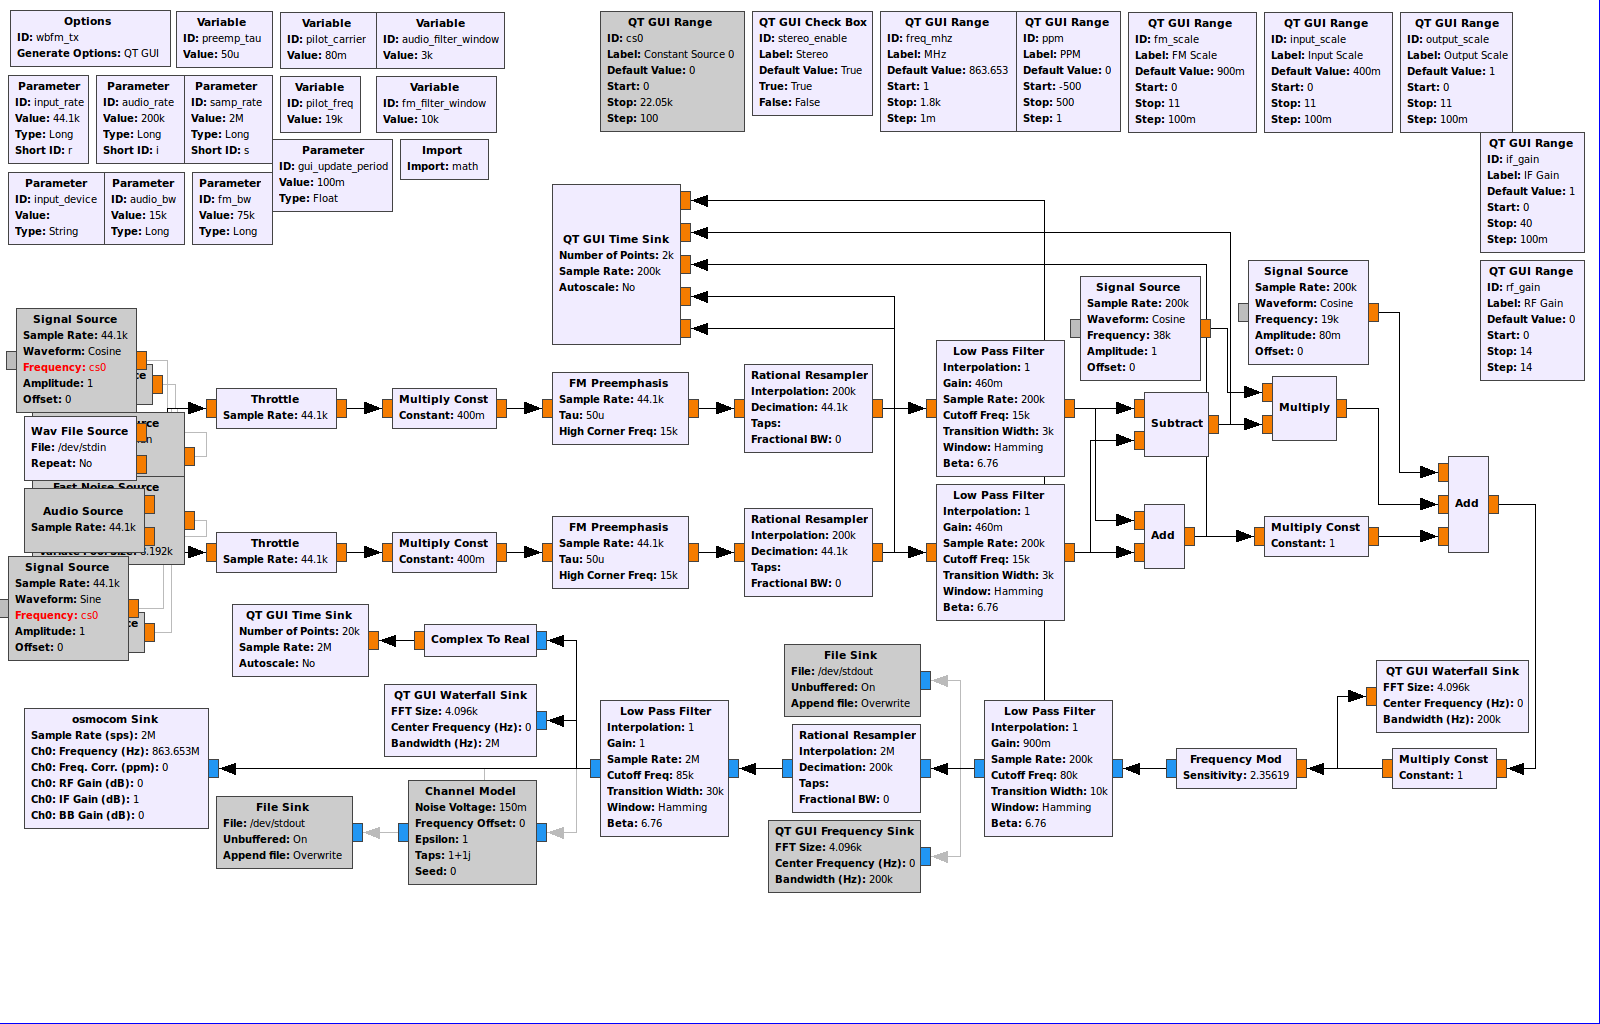 Options
ID: wbfm_tx
Generate Options: QT GUI
Variable
ID: preemp_tau
Value: 50u
Variable
ID: pilot_carrier
Value: 80m
Variable
ID: audio_filter_window
Value: 3k
QT GUI Range
ID: cs0
Label: Constant Source 0
Default Value: 0
Start: 0
Stop: 22.05k
Step: 100
QT GUI Check Box
ID: stereo_enable
Label: Stereo
Default Value: True
True: True
False: False
QT GUI Range
ID: freq_mhz
Label: MHz
Default Value: 863.653
Start: 1
Stop: 1.8k
Step: 1m
QT GUI Range
ID: ppm
Label: PPM
Default Value: 0
Start: -500
Stop: 500
Step: 1
QT GUI Range
ID: fm_scale
Label: FM Scale
Default Value: 900m
Start: 0
Stop: 11
Step: 100m
QT GUI Range
ID: input_scale
Label: Input Scale
Default Value: 400m
Start: 0
Stop: 11
Step: 100m
QT GUI Range
ID: output_scale
Label: Output Scale
Default Value: 1
Start: 0
Stop: 11
Step: 100m
Parameter
ID: input_rate
Value: 44.1k
Type: Long
Short ID: r
Parameter
ID: audio_rate
Value: 200k
Type: Long
Short ID: i
Parameter
ID: samp_rate
Value: 2M
Type: Long
Short ID: s
Variable
ID: pilot_freq
Value: 19k
Variable
ID: fm_filter_window
Value: 10k
Parameter
ID: gui_update_period
Value: 100m
Type: Float
Import
Import: math
QT GUI Range
ID: if_gain
Label: IF Gain
Default Value: 1
Start: 0
Stop: 40
Step: 100m
Parameter
ID: input_device
Value:
Type: String
Parameter
ID: audio_bw
Value: 15k
Type: Long
Parameter
ID: fm_bw
Value: 75k
Type: Long
QT GUI Time Sink
Number of Points: 2k
Sample Rate: 200k
Autoscale: No
Signal Source
Sample Rate: 200k
Waveform: Cosine
Frequency: 38k
Amplitude: 1
Offset: 0
Signal Source
Sample Rate: 200k
Waveform: Cosine
Frequency: 19k
Amplitude: 80m
Offset: 0
QT GUI Range
ID: rf_gain
Label: RF Gain
Default Value: 0
Start: 0
Stop: 14
Step: 14
Signal Source
Sample Rate: 44.1k
Waveform: Cosine
Frequency: cs0
Amplitude: 1
Offset: 0
ce
Wav File Source
File: /dev/stdin
Repeat: No
urce
n
Fast Noise Source
Audio Source
Sample Rate: 44.1k
8.192k
Signal Source
Sample Rate: 44.1k
Waveform: Sine
Frequency: cs0
Amplitude: 1
Offset: 0
ce
Throttle
Sample Rate: 44.1k
Multiply Const
Constant: 400m
FM Preemphasis
Sample Rate: 44.1k
Tau: 50u
High Corner Freq: 15k
Rational Resampler
Interpolation: 200k
Decimation: 44.1k
Taps:
Fractional BW: 0
Low Pass Filter
Interpolation: 1
Gain: 460m
Sample Rate: 200k
Cutoff Freq: 15k
Transition Width: 3k
Window: Hamming
Beta: 6.76
Subtract
Multiply
Throttle
Sample Rate: 44.1k
Multiply Const
Constant: 400m
FM Preemphasis
Sample Rate: 44.1k
Tau: 50u
High Corner Freq: 15k
Rational Resampler
Interpolation: 200k
Decimation: 44.1k
Taps:
Fractional BW: 0
Low Pass Filter
Interpolation: 1
Gain: 460m
Sample Rate: 200k
Cutoff Freq: 15k
Transition Width: 3k
Window: Hamming
Beta: 6.76
Add
Multiply Const
Constant: 1
Add
QT GUI Time Sink
Number of Points: 20k
Sample Rate: 2M
Autoscale: No
Complex To Real
QT GUI Waterfall Sink
FFT Size: 4.096k
Center Frequency (Hz): 0
Bandwidth (Hz): 2M
osmocom Sink
Sample Rate (sps): 2M
Ch0: Frequency (Hz): 863.653M
Ch0: Freq. Corr. (ppm): 0
Ch0: RF Gain (dB): 0
Ch0: IF Gain (dB): 1
Ch0: BB Gain (dB): 0
File Sink
File: /dev/stdout
Unbuffered: On
Append file: Overwrite
Channel Model
Noise Voltage: 150m
Frequency Offset: 0
Epsilon: 1
Taps: 1+1j
Seed: 0
Low Pass Filter
Interpolation: 1
Gain: 1
Sample Rate: 2M
Cutoff Freq: 85k
Transition Width: 30k
Window: Hamming
Beta: 6.76
File Sink
File: /dev/stdout
Unbuffered: On
Append file: Overwrite
Rational Resampler
Interpolation: 2M
Decimation: 200k
Taps:
Fractional BW: 0
QT GUI Frequency Sink
FFT Size: 4.096k
Center Frequency (Hz): 0
Bandwidth (Hz): 200k
Low Pass Filter
Interpolation: 1
Gain: 900m
Sample Rate: 200k
Cutoff Freq: 80k
Transition Width: 10k
Window: Hamming
Beta: 6.76
Frequency Mod
Sensitivity: 2.35619
QT GUI Waterfall Sink
FFT Size: 4.096k
Center Frequency (Hz): 0
Bandwidth (Hz): 200k
Multiply Const
Constant: 1